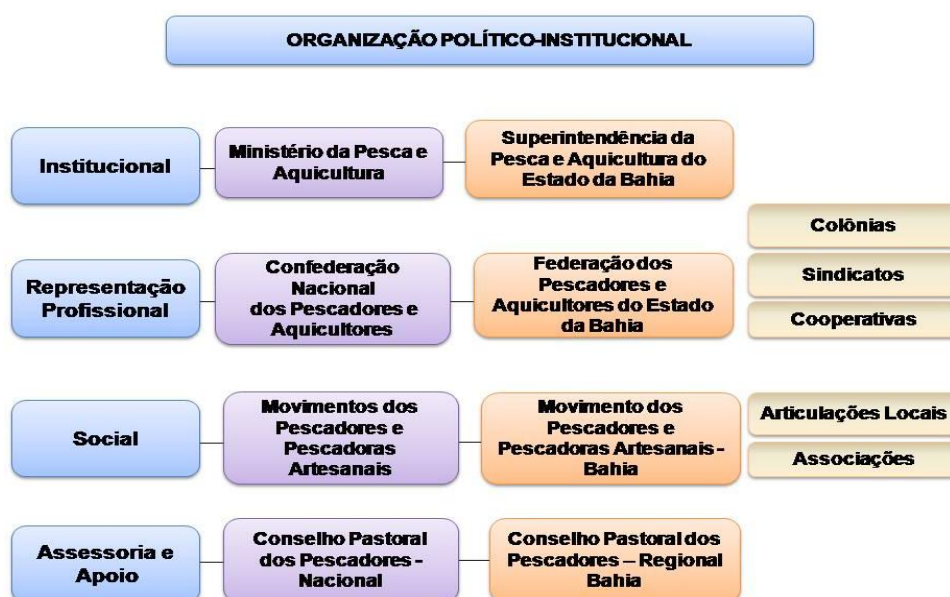 ORGANIZAÇÃO POLÍTICO-INSTITUCIONAL
Institucional
Ministério da Pesca e
Aquicultura
Superintendência da
Pesca e Aquicultura do
Estado da Bahia
Representação
Profissional
Confederação
Nacional
dos Pescadores e
Aquicultores
Federação dos
Pescadores e
Aquicultores do Estado
da Bahia
Colônias
Sindicatos
Cooperativas
Social
Movimentos dos
Pescadores e
Pescadoras
Artesanais
Movimento dos
Pescadores e
Pescadoras Artesanais -
Bahia
Articulações Locais
Associações
Assessoria e
Apoio
Conselho Pastoral
dos Pescadores -
Nacional
Conselho Pastoral dos
Pescadores – Regional
Bahia